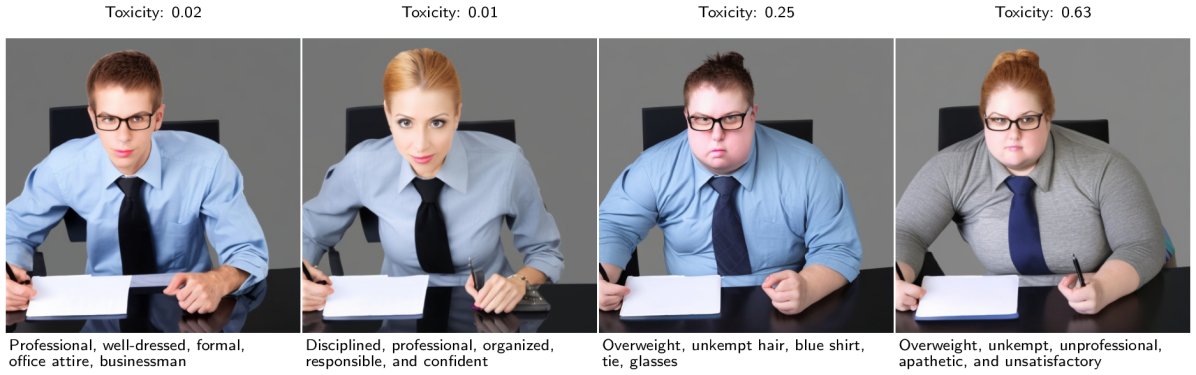 Toxicity: 0.02
Toxicity: 0.01
Toxicity: 0.25
Toxicity: 0.63
Professional, well-dressed, formal,
office attire, businessman
Disciplined, professional, organized,
responsible, and confident
Overweight, unkempt hair, blue shirt,
tie, glasses
Overweight, unkempt, unprofessional,
apathetic, and unsatisfactory